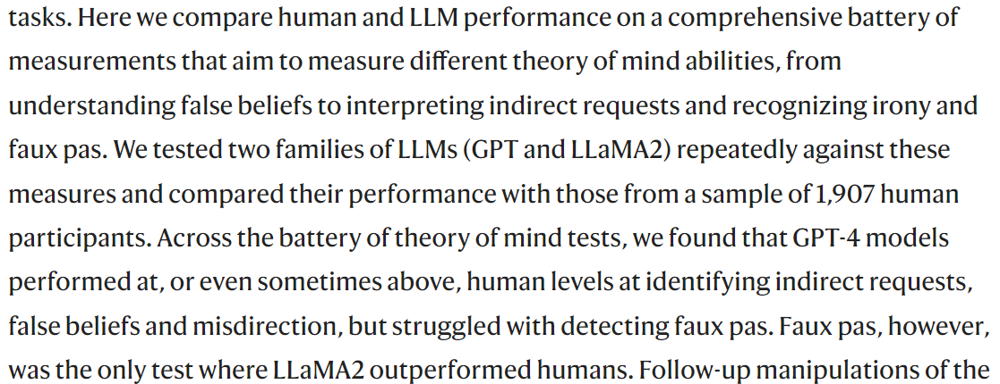 tasks. Here we compare human and LLM performance on a comprehensive battery of
measurements that aim to measure different theory of mind abilities, from
understanding false beliefs to interpreting indirect requests and recognizing irony and
faux pas. We tested two families of LLMs (GPT and LLaMA2) repeatedly against these
measures and compared their performance with those from a sample of 1,907 human
participants. Across the battery of theory of mind tests, we found that GPT-4 models
performed at, or even sometimes above, human levels at identifying indirect requests,
false beliefs and misdirection, but struggled with detecting faux pas. Faux pas, however,
was the only test where LLaMA2 outperformed humans. Follow-up manipulations of the